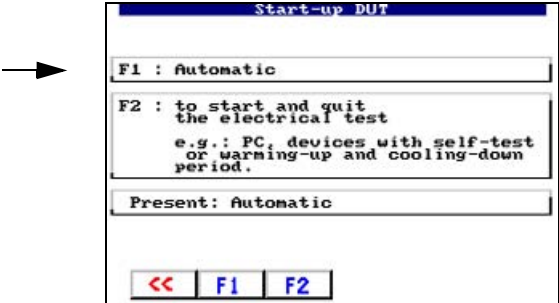 Start-up DUT
F1 : Automatic
F2 : to start and quit
the electrical test
e.g.: PC, devices with self-test
or warming-up and cooling-down
period.
Present: Automatic
<< F1 F2